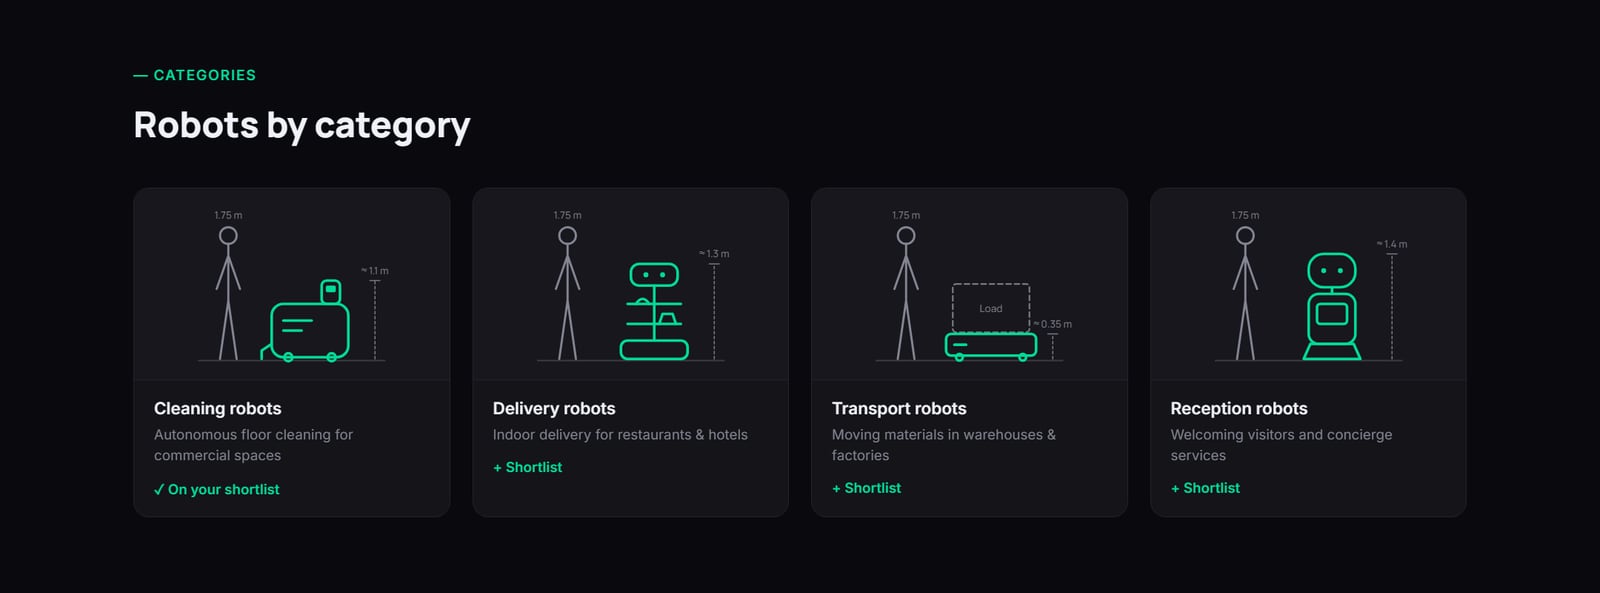 — CATEGORIES
Robots by category
1.75 m
≈ 1.1 m
Cleaning robots
Autonomous floor cleaning for
commercial spaces
✓ On your shortlist
1.75 m
≈ 1.3 m
Delivery robots
Indoor delivery for restaurants & hotels
+ Shortlist
1.75 m
Load
≈ 0.35 m
Transport robots
Moving materials in warehouses &
factories
+ Shortlist
1.75 m
≈ 1.4 m
Reception robots
Welcoming visitors and concierge
services
+ Shortlist